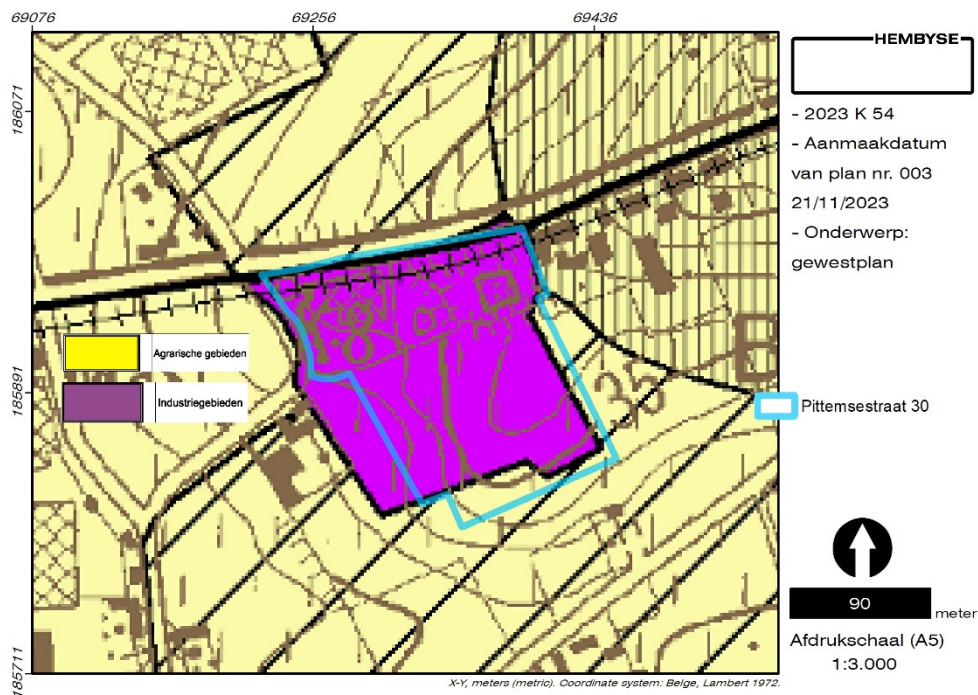 69076
69256
69436
HEMBYSE
186071
- 2023 K 54
- Aanmaakdatum
van plan nr. 003
21/11/2023
- Onderwerp:
gewestplan
Agrarische gebieden
Industriegebieden
185891
33
Pittemsestraat 30
90
meter
Afdrukschaal (A5)
1:3.000
185711
X-Y, meters (metric). Coordinate system: Belge, Lambert 1972.